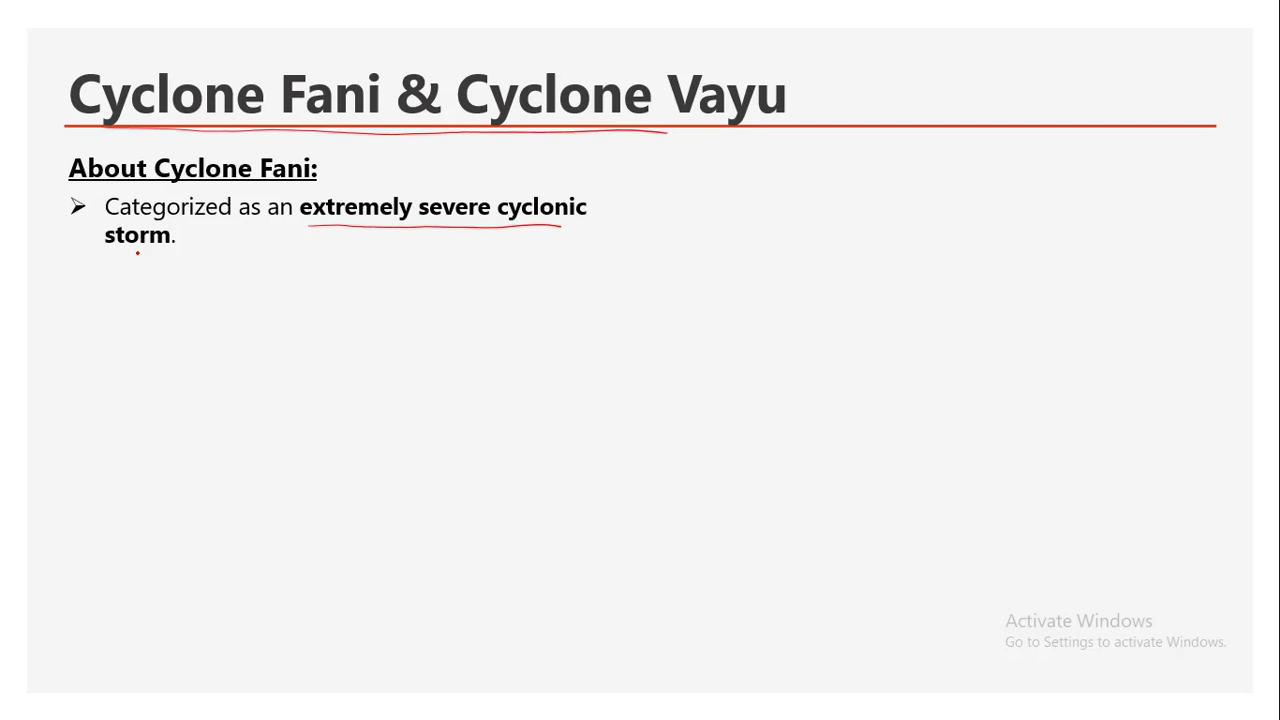 Cyclone Fani & Cyclone Vayu
About Cyclone Fani:
➢ Categorized as an extremely severe cyclonic
storm.
Activate Windows
Go to Settings to activate Windows.